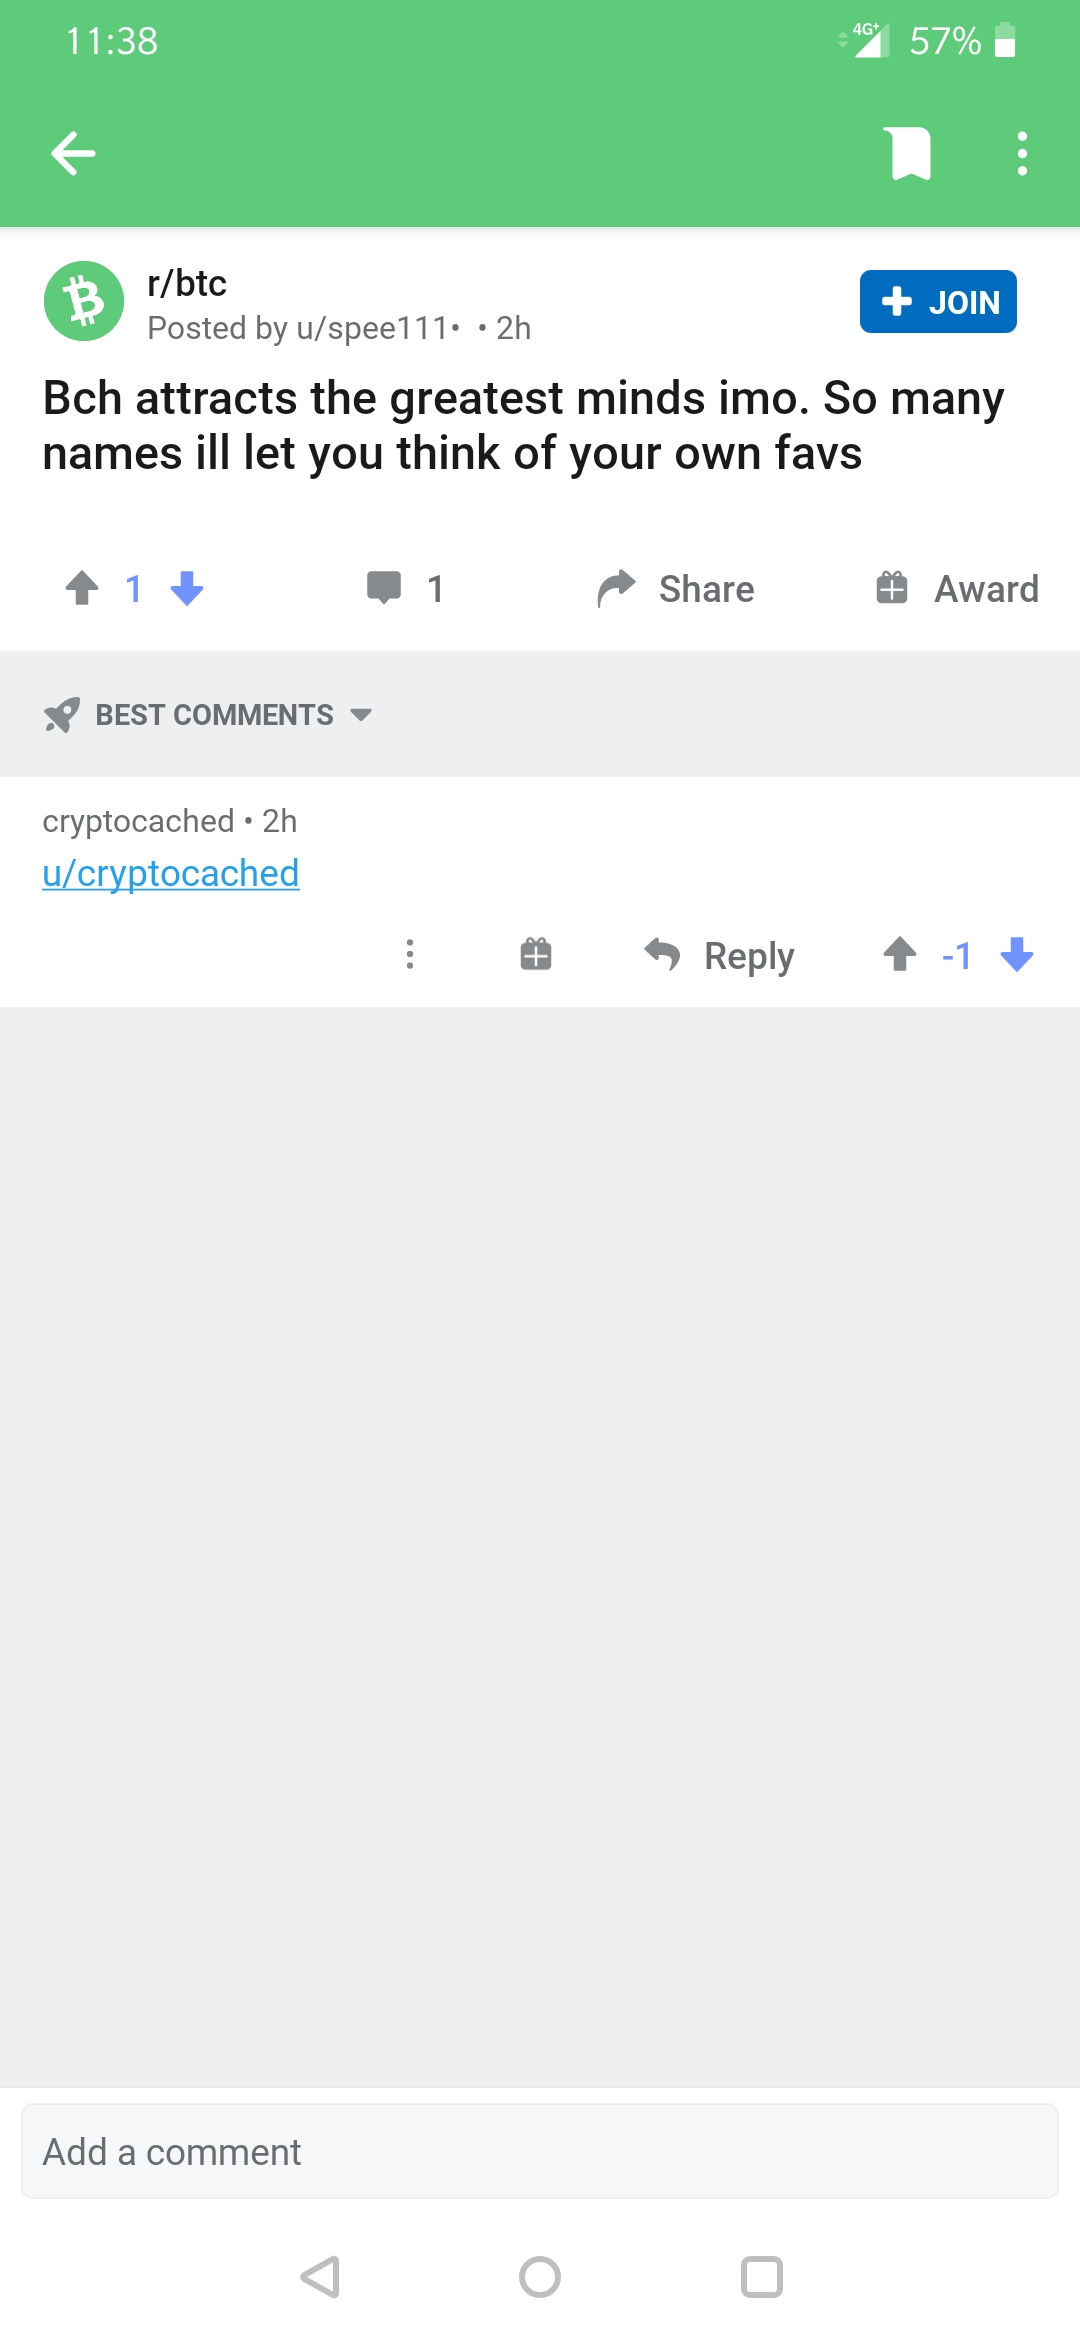 11:38
4G+ 57%
r/btc
Posted by u/spee111• • 2h
JOIN
Bch attracts the greatest minds imo. So many
names ill let you think of your own favs
1
1
Share
Award
BEST COMMENTS
cryptocached • 2h
u/cryptocached
Reply
-1
Add a comment